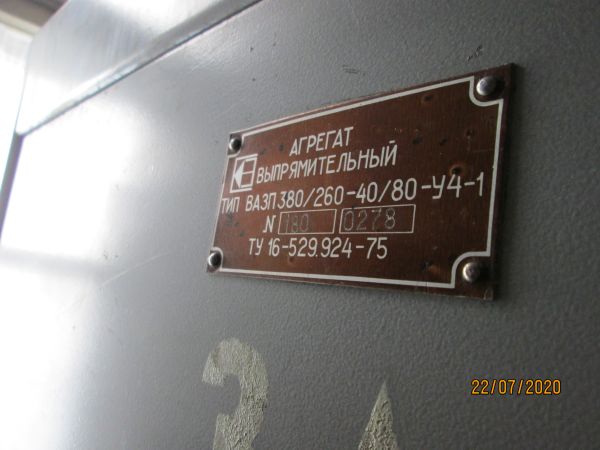 АГРЕГАТ
ВЫПРЯМИТЕЛЬНЫЙ
ТИП ВАЗП 380/260-40/80-У4-1
N 180 0278
ТУ 16-529.924-75
3 А
22/07/2020